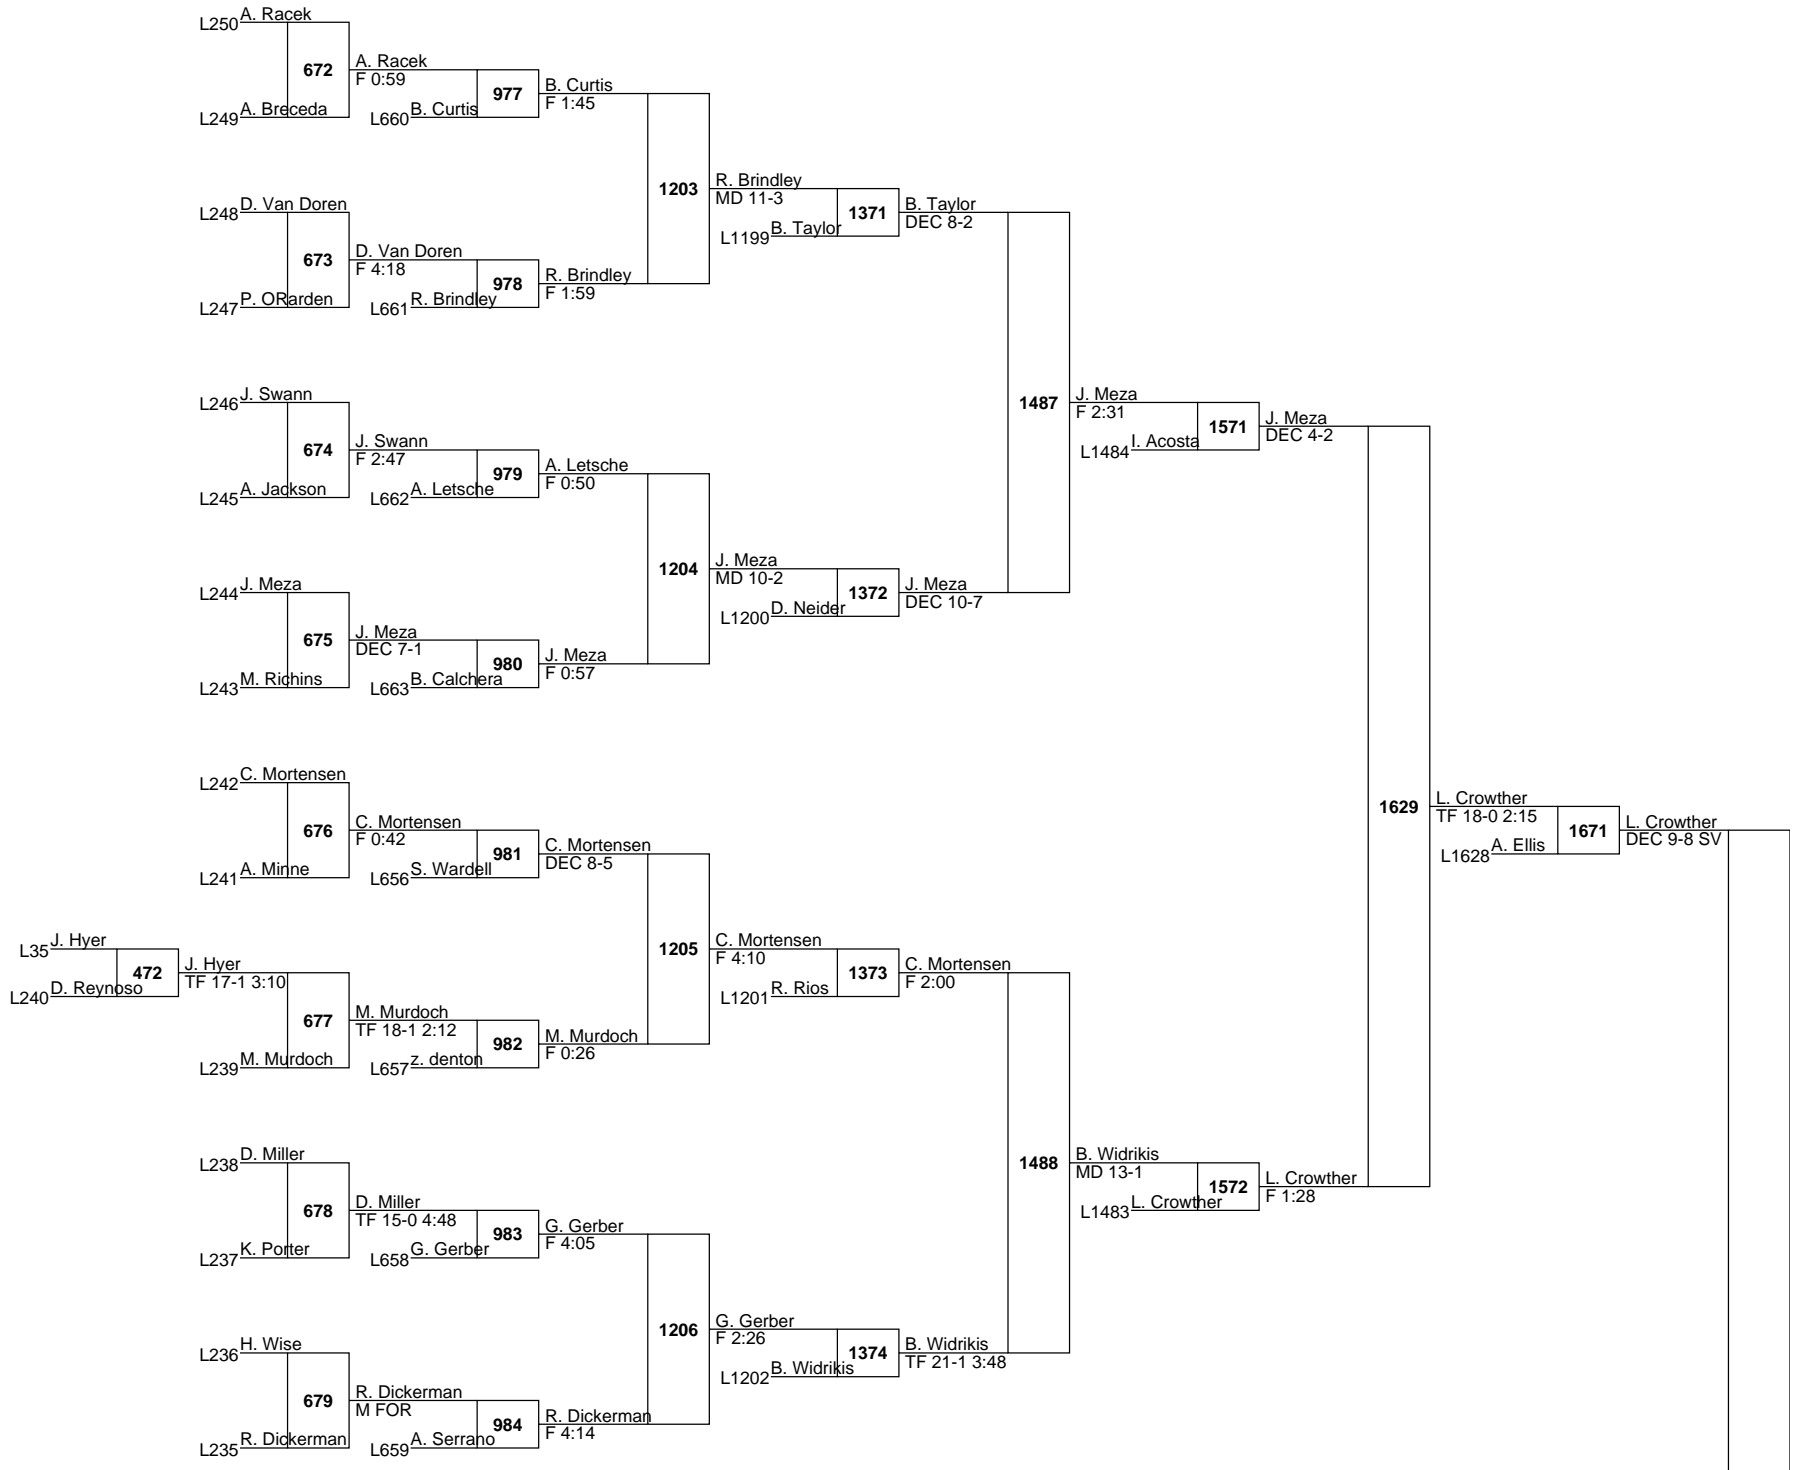 L250 A. Racek
672
L249 A. Breceda
A. Racek
F 0:59
977
L660 B. Curtis
B. Curtis
F 1:45
L248 D. Van Doren
673
L247 P. ORarden
D. Van Doren
F 4:18
978
L661 R. Brindley
R. Brindley
F 1:59
1203
R. Brindley
MD 11-3
1371
L1199 B. Taylor
B. Taylor
DEC 8-2
L246 J. Swann
674
L245 A. Jackson
J. Swann
F 2:47
979
L662 A. Letsche
A. Letsche
F 0:50
L244 J. Meza
675
L243 M. Richins
J. Meza
DEC 7-1
980
L663 B. Calchera
J. Meza
F 0:57
1204
J. Meza
MD 10-2
1372
L1200 D. Neider
J. Meza
DEC 10-7
1487
J. Meza
F 2:31
1571
L1484 I. Acosta
J. Meza
DEC 4-2
L242 C. Mortensen
676
L241 A. Minne
C. Mortensen
F 0:42
981
L656 S. Wardell
C. Mortensen
DEC 8-5
L35 J. Hyer
472
L240 D. Reynoso
J. Hyer
TF 17-1 3:10
677
L239 M. Murdoch
M. Murdoch
TF 18-1 2:12
982
L657 z. denton
M. Murdoch
F 0:26
1205
C. Mortensen
F 4:10
1373
L1201 R. Rios
C. Mortensen
F 2:00
L238 D. Miller
678
L237 K. Porter
D. Miller
TF 15-0 4:48
983
L658 G. Gerber
G. Gerber
F 4:05
L236 H. Wise
679
L235 R. Dickerman
R. Dickerman
M FOR
984
L659 A. Serrano
R. Dickerman
F 4:14
1206
G. Gerber
F 2:26
1374
L1202 B. Widrikis
B. Widrikis
TF 21-1 3:48
1488
B. Widrikis
MD 13-1
1572
L1483 L. Crowther
L. Crowther
F 1:28
1629
L. Crowther
TF 18-0 2:15
1671
L1628 A. Ellis
L. Crowther
DEC 9-8 SV